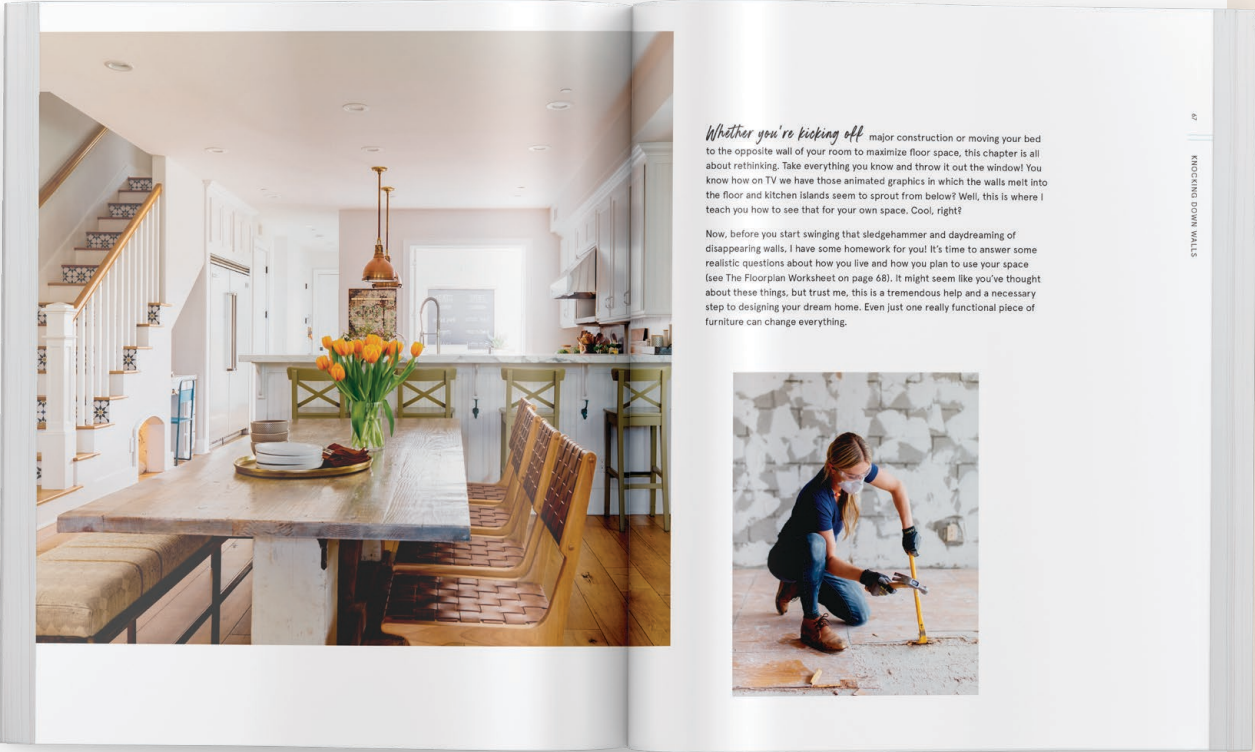 Whether you're kicking off major construction or moving your bed
to the opposite wall of your room to maximize floor space, this chapter is all
about rethinking. Take everything you know and throw it out the window! You
know how on TV we have those animated graphics in which the walls melt into
the floor and kitchen islands seem to sprout from below? Well, this is where I
teach you how to see that for your own space. Cool, right?
Now, before you start swinging that sledgehammer and daydreaming of
disappearing walls, I have some homework for you! It's time to answer some
realistic questions about how you live and how you plan to use your space
(see The Floorplan Worksheet on page 68). It might seem like you've thought
about these things, but trust me, this is a tremendous help and a necessary
step to designing your dream home. Even just one really functional piece of
furniture can change everything.
67
KNOCKING DOWN WALLS